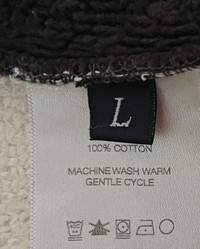 L
100% COTTON
MACHINE WASH WARM
GENTLE CYCLE